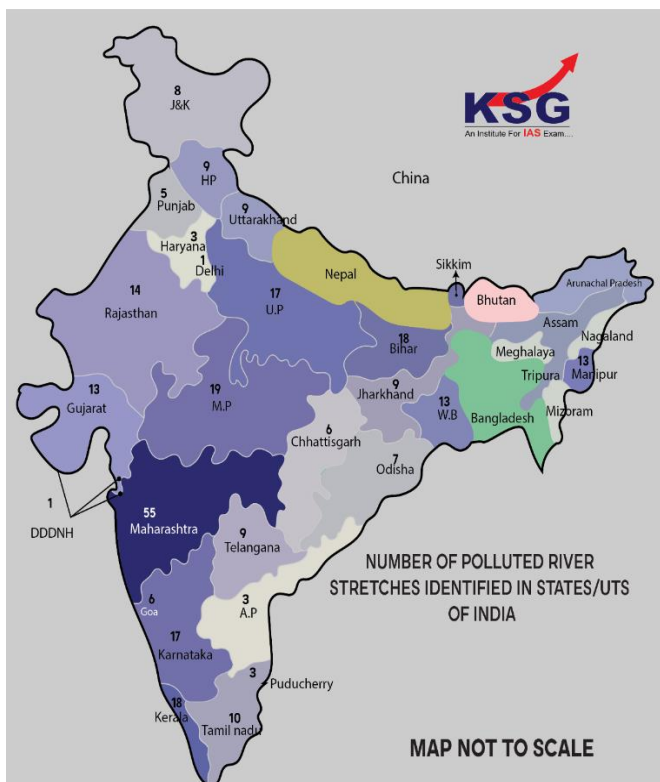 KSG
An Institute For IAS Exam....
8
J&K
9
HP
China
5
Punjab
9
Uttarakhand
3
Haryana
1
Delhi
Nepal
Sikkim
Bhutan
Arunachal Pradesh
14
Rajasthan
17
U.P
18
Bihar
Assam
Nagaland
Meghalaya
13
Manipur
Tripura
Mizoram
13
Gujarat
19
M.P
9
Jharkhand
13
W.B
Bangladesh
6
Chhattisgarh
7
Odisha
1
DDDNH
55
Maharashtra
9
Telangana
NUMBER OF POLLUTED RIVER
STRETCHES IDENTIFIED IN STATES/UTS
OF INDIA
6
Goa
3
A.P
17
Karnataka
3
Puducherry
18
Kerala
10
Tamil nadu
MAP NOT TO SCALE